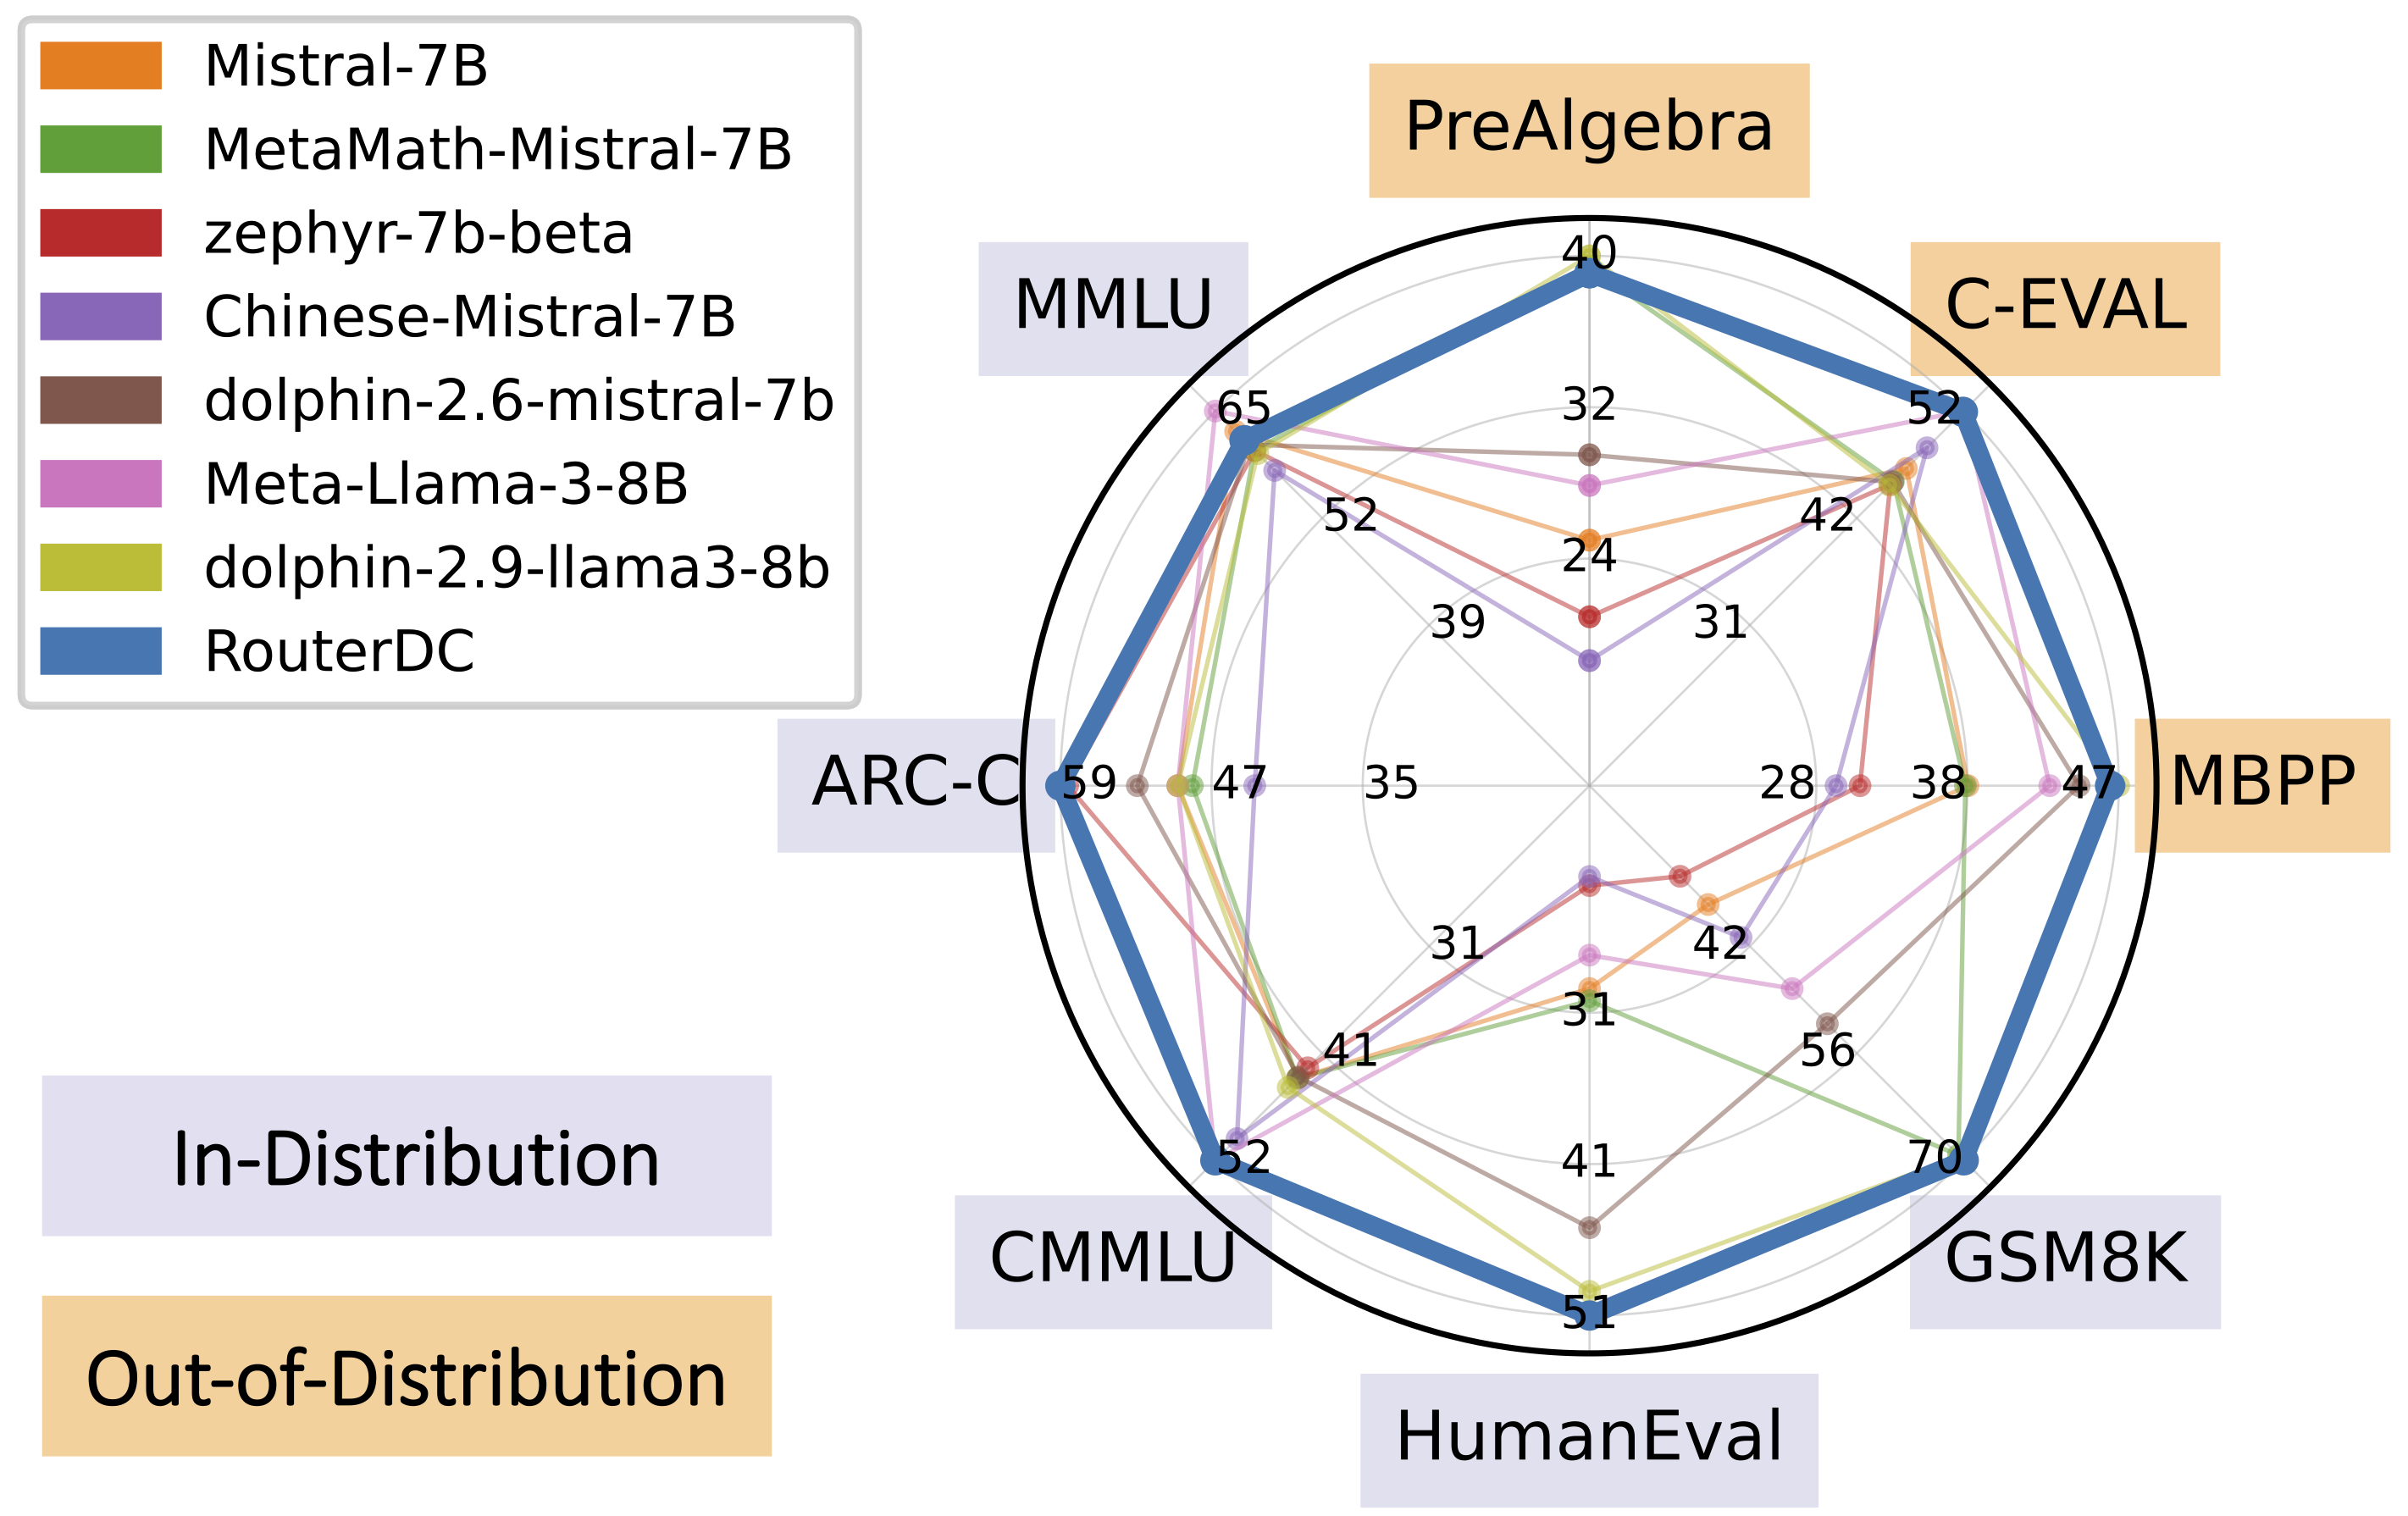 Mistral-7B
MetaMath-Mistral-7B
zephyr-7b-beta
Chinese-Mistral-7B
dolphin-2.6-mistral-7b
Meta-Llama-3-8B
dolphin-2.9-llama3-8b
RouterDC
PreAlgebra
MMLU
C-EVAL
40
65
32
52
52
42
24
39
31
ARC-C
59
47
35
28
38
47
MBPP
31
42
31
41
56
41
52
70
CMMLU
GSM8K
51
HumanEval
In-Distribution
Out-of-Distribution